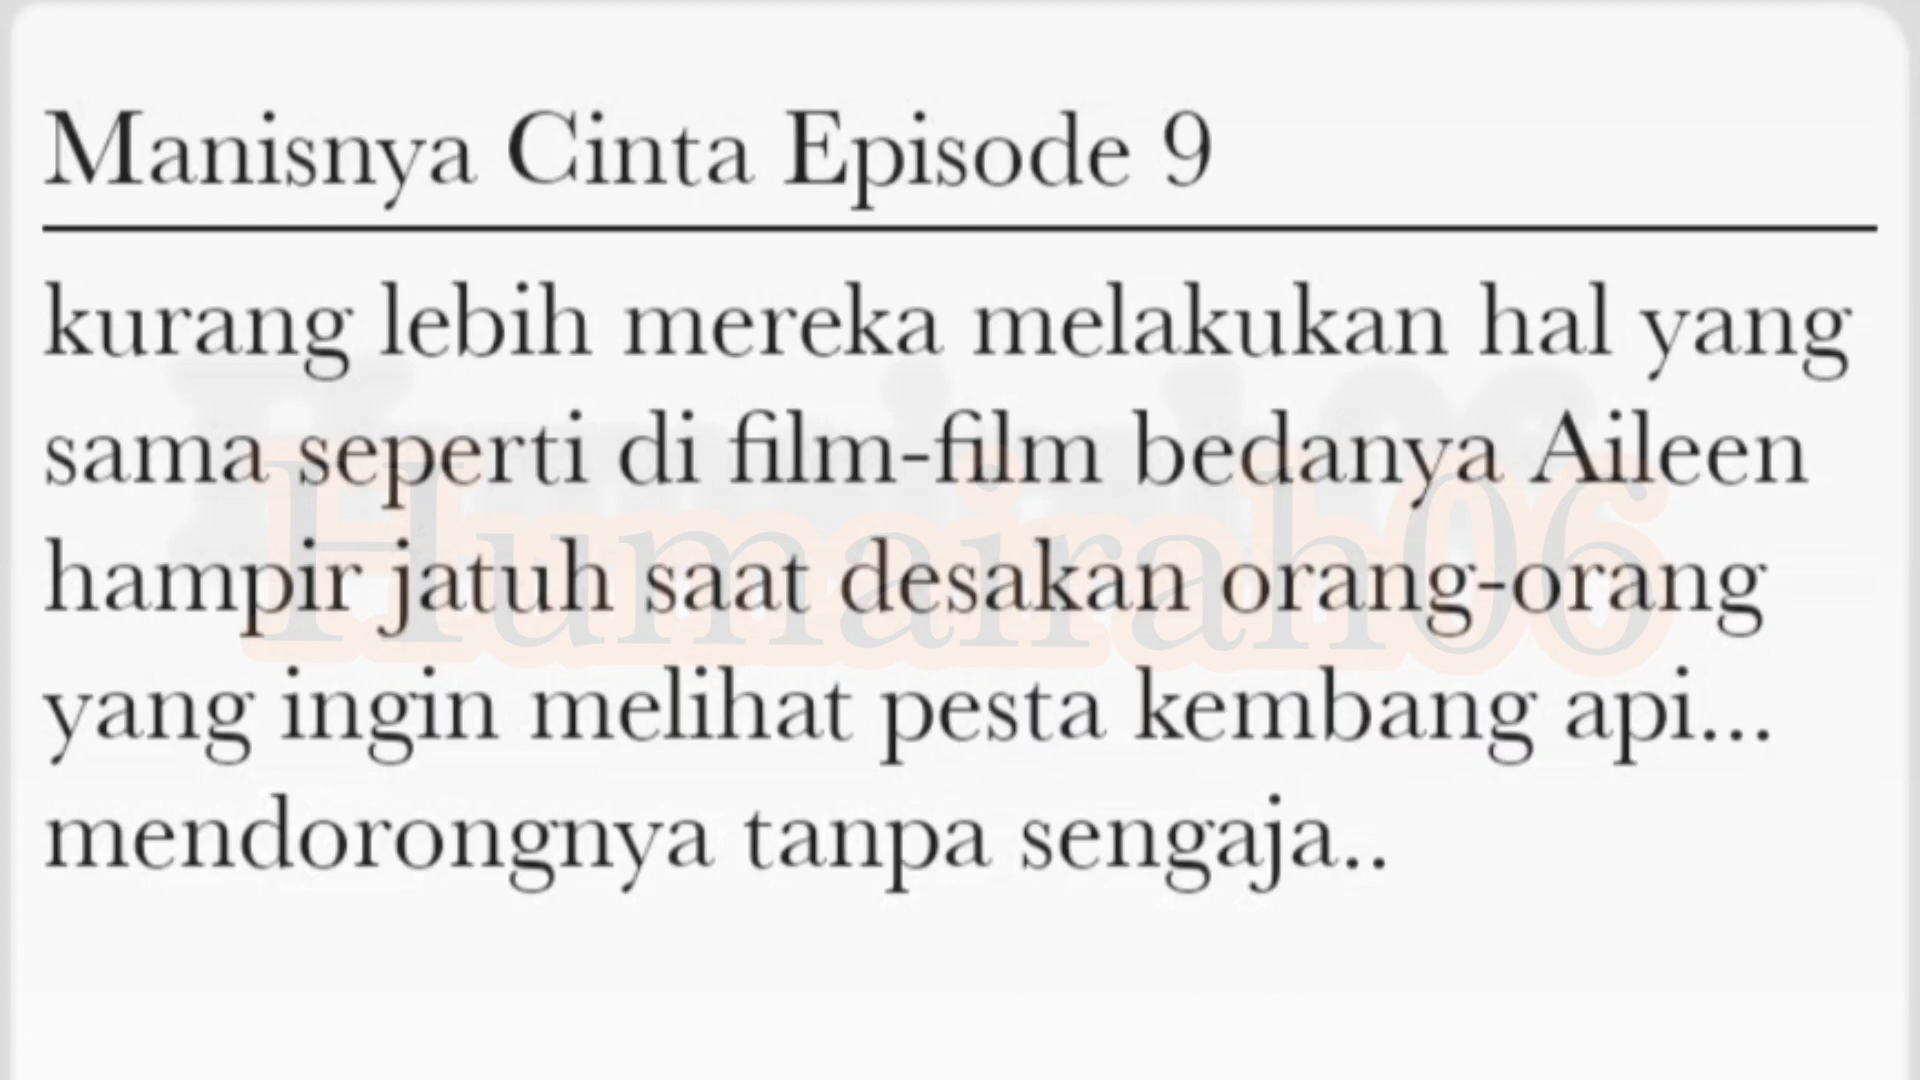 Manisnya Cinta Episode 9
kurang lebih mereka melakukan hal yang
sama seperti di film-film bedanya Aileen
hampir jatuh saat desakan orang-orang
yang ingin melihat pesta kembang api...
mendorongnya tanpa sengaja..
Humairah06